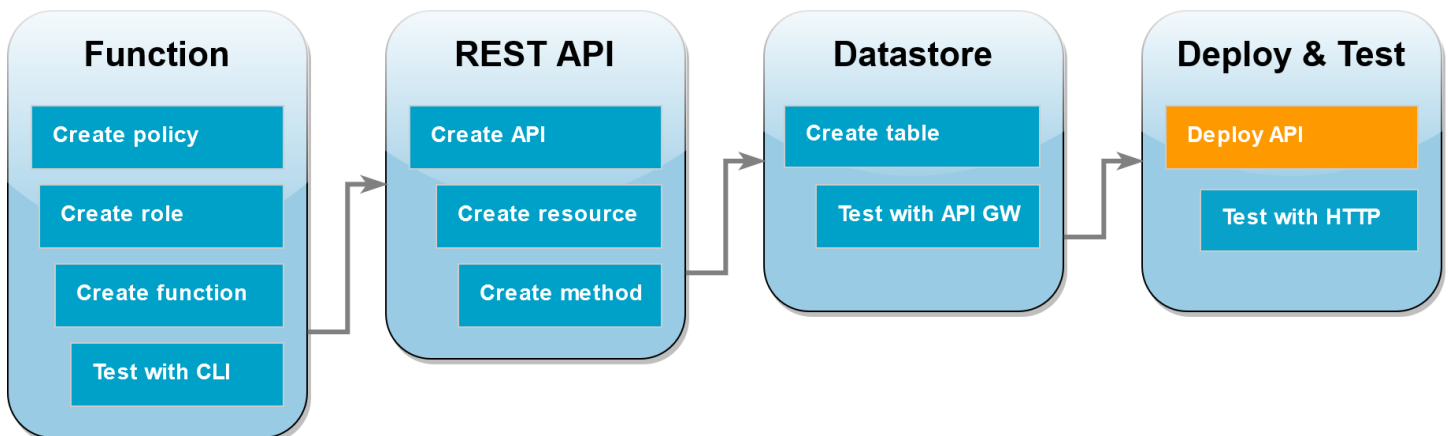 Function
Create policy
Create role
Create function
Test with CLI
REST API
Create API
Create resource
Create method
Datastore
Create table
Test with API GW
Deploy & Test
Deploy API
Test with HTTP